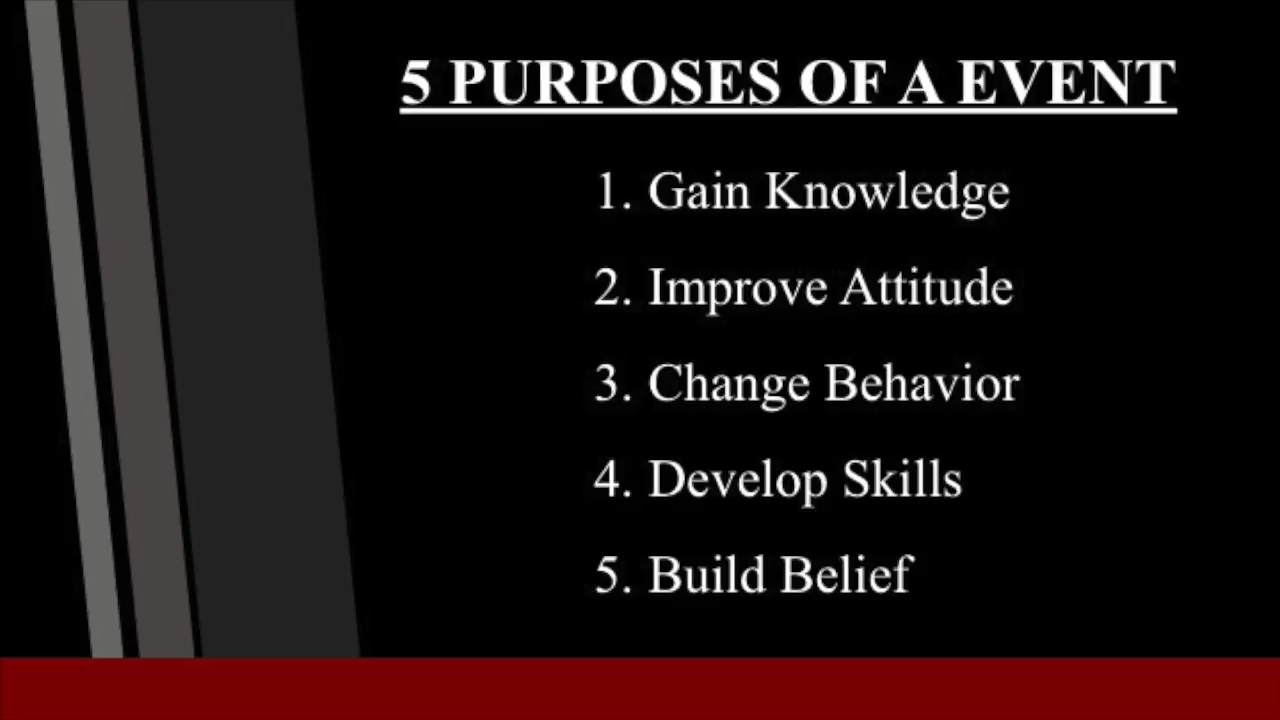 5 PURPOSES OF A EVENT
1. Gain Knowledge
2. Improve Attitude
3. Change Behavior
4. Develop Skills
5. Build Belief